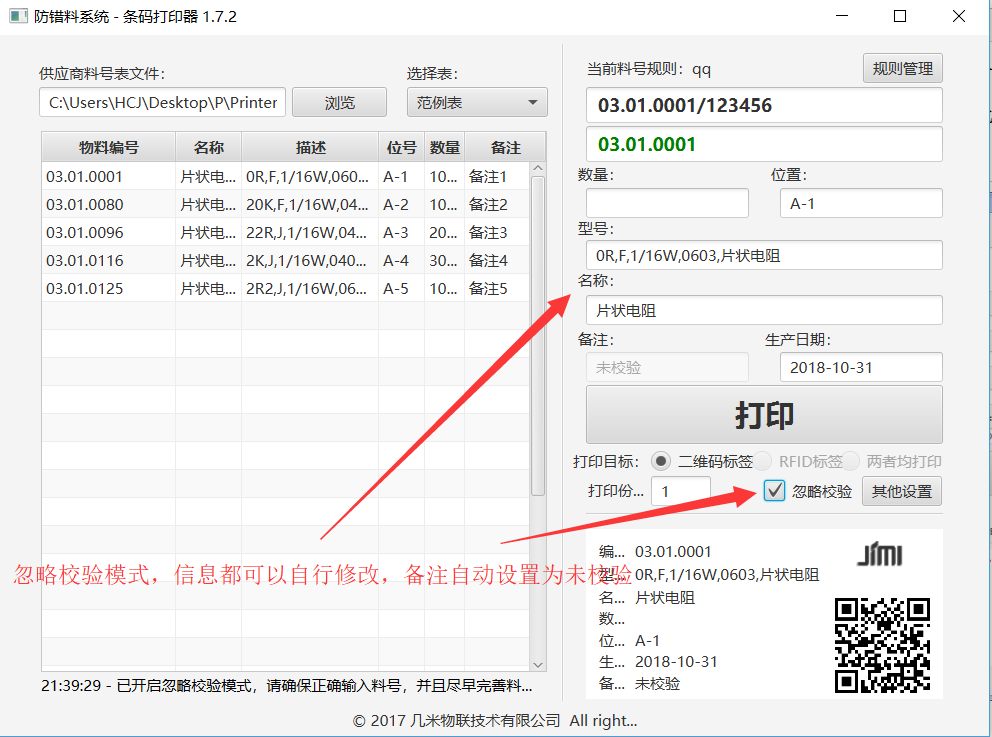 防错料系统 - 条码打印器 1.7.2
供应商料号表文件：
选择表：
C:\Users\HCJ\Desktop\P\Printer
浏览
范例表
物料编号 名称 描述 位号 数量 备注
03.01.0001 片状电... 0R,F,1/16W,060... A-1 10... 备注1
03.01.0080 片状电... 20K,F,1/16W,04... A-2 10... 备注2
03.01.0096 片状电... 22R,J,1/16W,04... A-3 20... 备注3
03.01.0116 片状电... 2K,J,1/16W,040... A-4 30... 备注4
03.01.0125 片状电... 2R2,J,1/16W,06... A-5 10... 备注5
21:39:29 - 已开启忽略校验模式，请确保正确输入料号，并且尽早完善料...
当前料号规则：qq
规则管理
03.01.0001/123456
03.01.0001
数量： 位置：
A-1
型号：
0R,F,1/16W,0603,片状电阻
名称：
片状电阻
备注： 生产日期：
未校验 2018-10-31
打印
打印目标： 二维码标签 RFID标签 两者均打印
打印份... 1 忽略校验 其他设置
忽略校验模式，信息都可以自行修改，备注自动设置为未校验
编... 03.01.0001
JIMI
型... 0R,F,1/16W,0603,片状电阻
名... 片状电阻
数...
位... A-1
生... 2018-10-31
备... 未校验
© 2017 几米物联技术有限公司 All right...